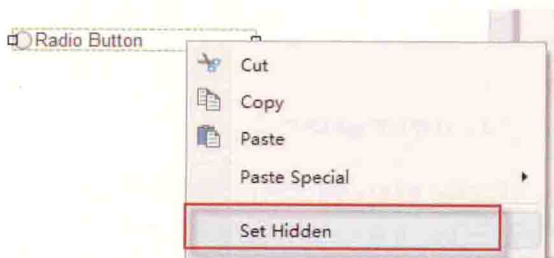 Radio Button
Cut
Copy
Paste
Paste Special
Set Hidden